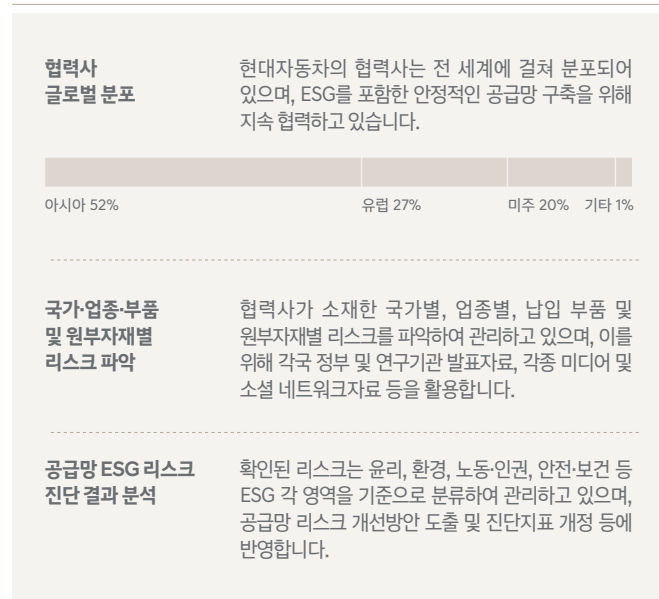 협력사
글로벌 분포
현대자동차의 협력사는 전 세계에 걸쳐 분포되어
있으며, ESG를 포함한 안정적인 공급망 구축을 위해
지속 협력하고 있습니다.
아시아 52%
유럽 27%
미주 20%
기타 1%
국가·업종·부품
및 원부자재별
리스크 파악
협력사가 소재한 국가별, 업종별, 납입 부품 및
원부자재별 리스크를 파악하여 관리하고 있으며, 이를
위해 각국 정부 및 연구기관 발표자료, 각종 미디어 및
소셜 네트워크자료 등을 활용합니다.
공급망 ESG 리스크
진단 결과 분석
확인된 리스크는 윤리, 환경, 노동·인권, 안전·보건 등
ESG 각 영역을 기준으로 분류하여 관리하고 있으며,
공급망 리스크 개선방안 도출 및 진단지표 개정 등에
반영합니다.